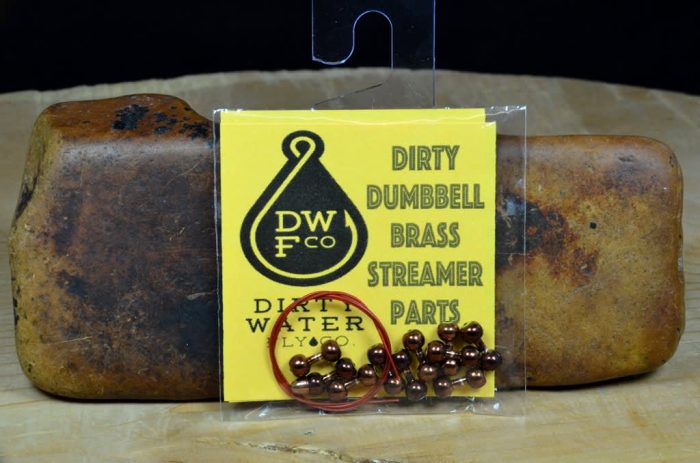 DW
FCO
DIRTY
WATER
FLY CO.
DIRTY
DUMBBELL
BRASS
STREAMER
PARTS